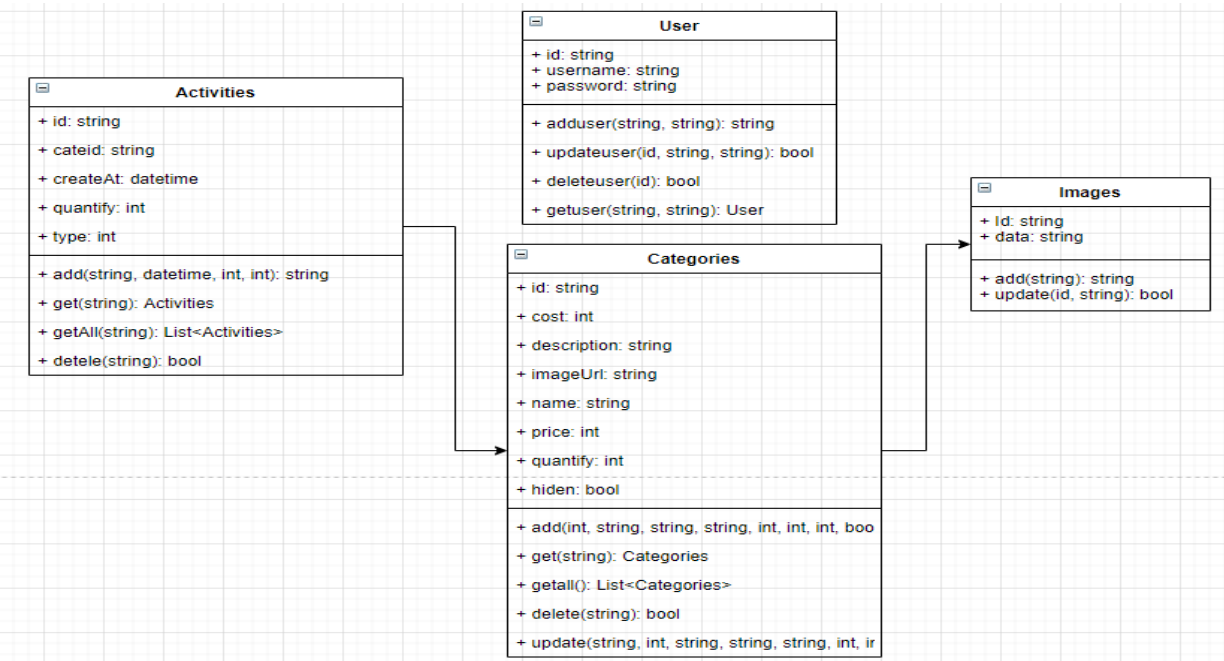 User
+ id: string
+ username: string
+ password: string
+ adduser(string, string): string
+ updateuser(id, string, string): bool
+ deleteuser(id): bool
+ getuser(string, string): User
Activities
+ id: string
+ cateid: string
+ createAt: datetime
+ quantify: int
+ type: int
+ add(string, datetime, int, int): string
+ get(string): Activities
+ getAll(string): List<Activities>
+ detele(string): bool
Images
+ Id: string
+ data: string
+ add(string): string
+ update(id, string): bool
Categories
+ id: string
+ cost: int
+ description: string
+ imageUrl: string
+ name: string
+ price: int
+ quantify: int
+ hiden: bool
+ add(int, string, string, string, int, int, int, boo
+ get(string): Categories
+ getall(): List<Categories>
+ delete(string): bool
+ update(string, int, string, string, string, int, ir